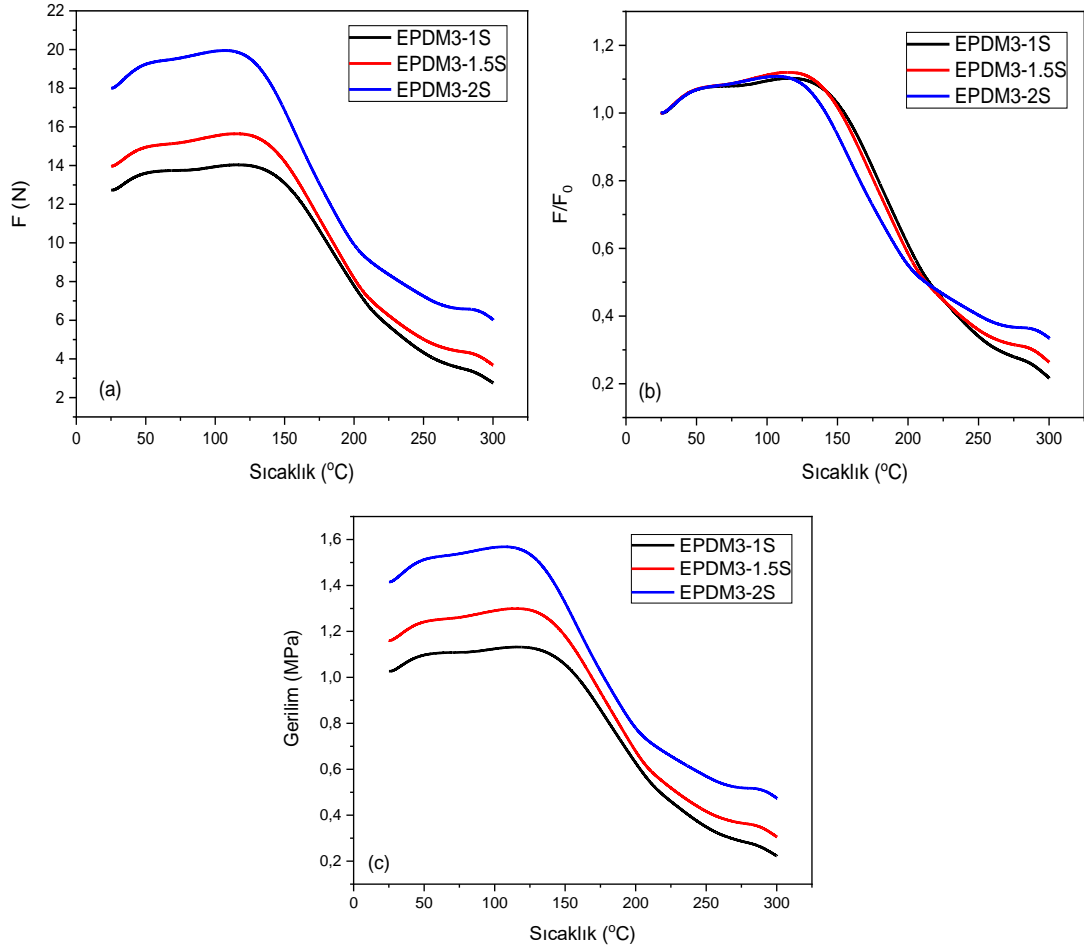 22
20
18
16
14
12
10
8
6
4
2
F (N)
EPDM3-1S
EPDM3-1.5S
EPDM3-2S
(a)
0 50 100 150 200 250 300
Sıcaklık (°C)
1,2
1,0
0,8
0,6
0,4
0,2
F/F₀
EPDM3-1S
EPDM3-1.5S
EPDM3-2S
(b)
0 50 100 150 200 250 300
Sıcaklık (°C)
1,6
1,4
1,2
1,0
0,8
0,6
0,4
0,2
Gerilim (MPa)
EPDM3-1S
EPDM3-1.5S
EPDM3-2S
(c)
0 50 100 150 200 250 300
Sıcaklık (°C)